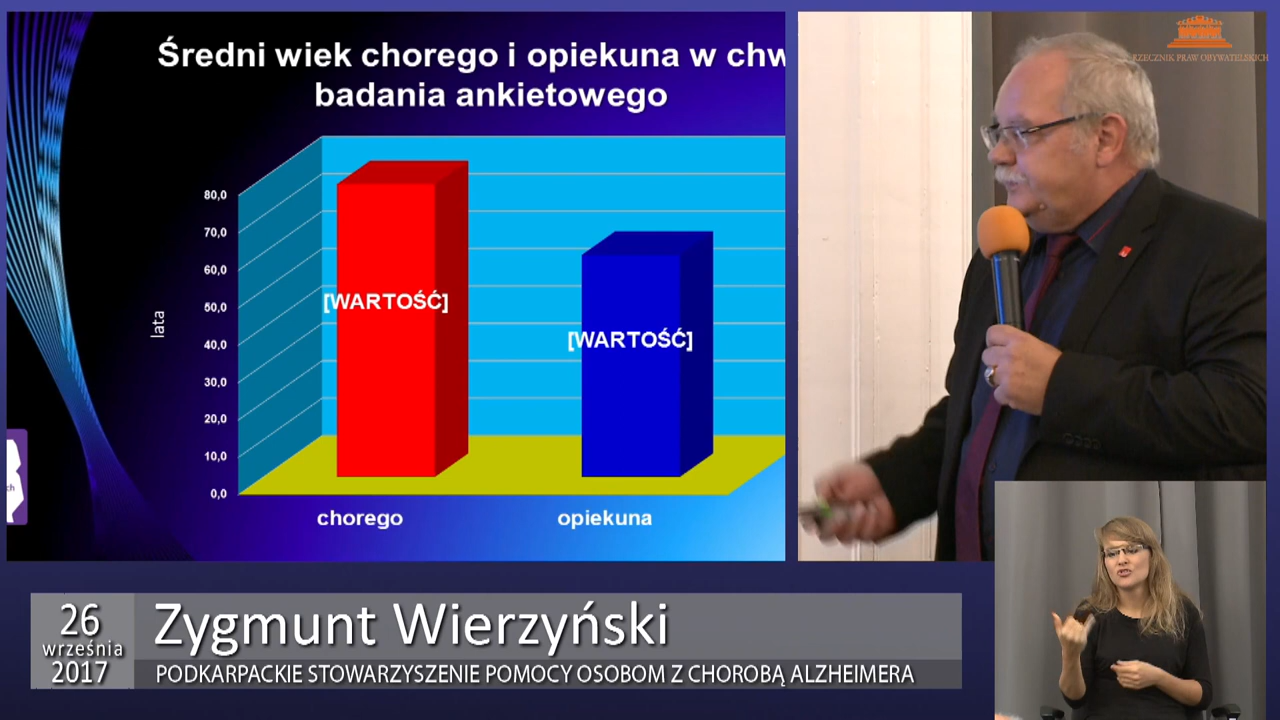 Średni wiek chorego i opiekuna w chw
badania ankietowego
80,0
70,0
60,0
50,0
40,0
30,0
20,0
10,0
0,0
lata
[WARTOŚĆ]
[WARTOŚĆ]
chorego
opiekuna
ch
RZECZNIK PRAW OBYWATELSKICH
26
września
2017
Zygmunt Wierzyński
PODKARPACKIE STOWARZYSZENIE POMOCY OSOBOM Z CHOROBĄ ALZHEIMERA